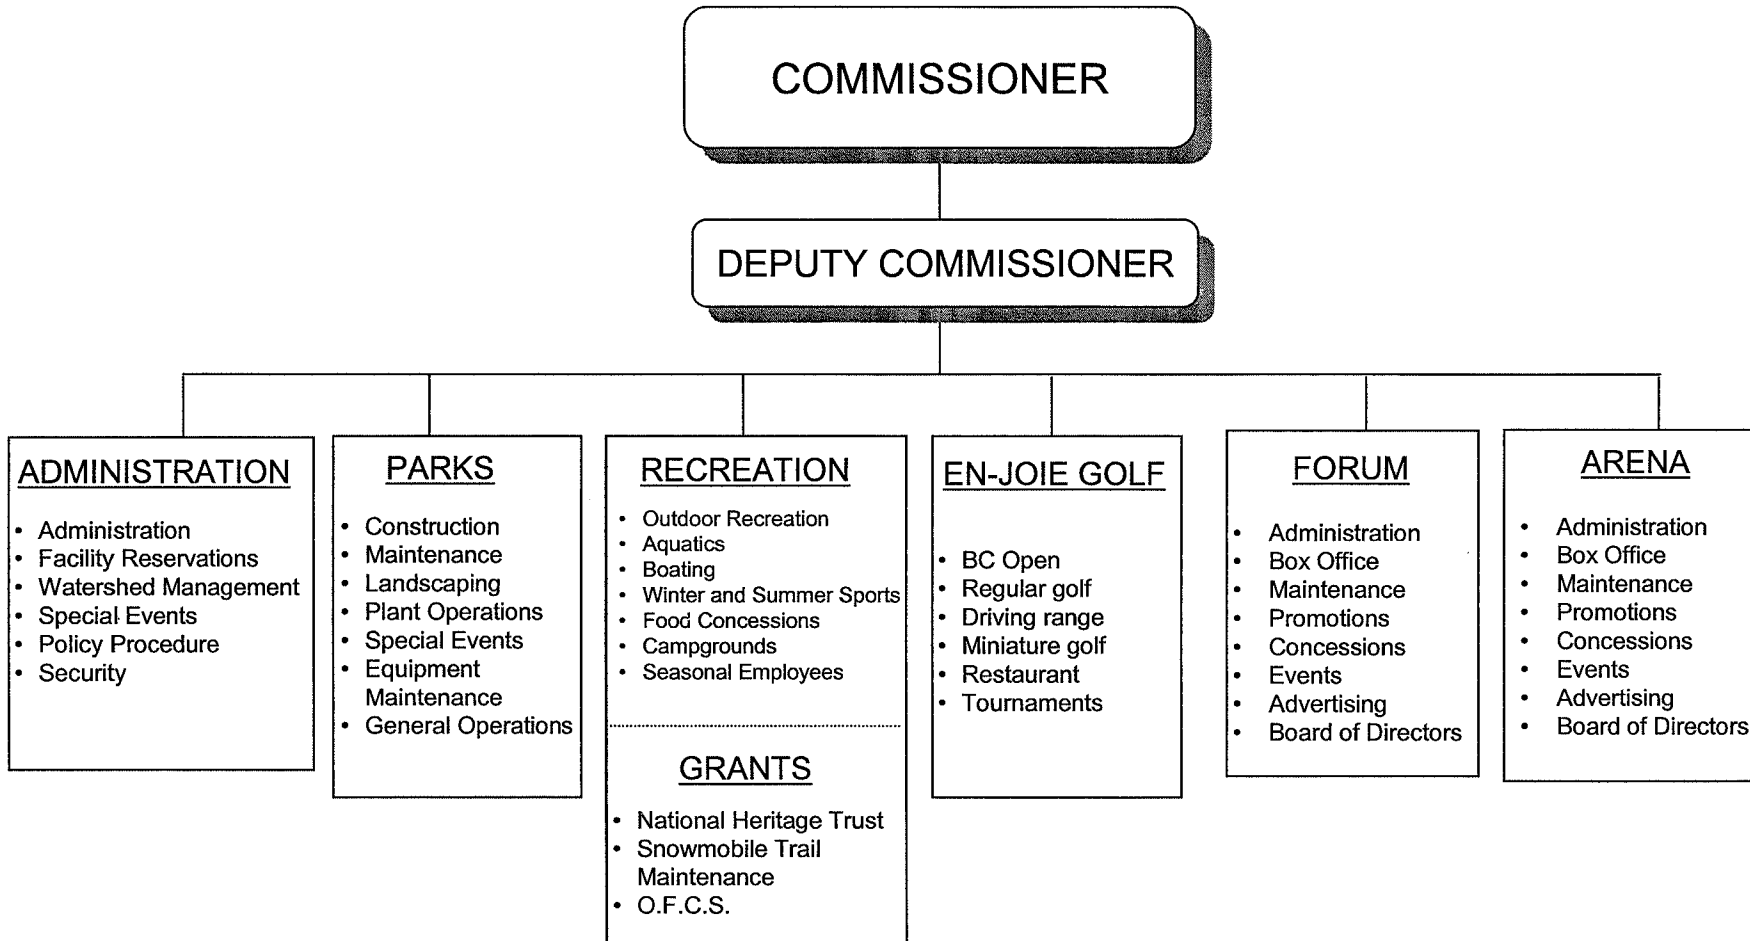 COMMISSIONER
DEPUTY COMMISSIONER
ADMINISTRATION
• Administration
• Facility Reservations
• Watershed Management
• Special Events
• Policy Procedure
• Security
PARKS
• Construction
• Maintenance
• Landscaping
• Plant Operations
• Special Events
• Equipment
Maintenance
• General Operations
RECREATION
• Outdoor Recreation
• Aquatics
• Boating
• Winter and Summer Sports
• Food Concessions
• Campgrounds
• Seasonal Employees
GRANTS
• National Heritage Trust
• Snowmobile Trail
Maintenance
• O.F.C.S.
EN-JOIE GOLF
• BC Open
• Regular golf
• Driving range
• Miniature golf
• Restaurant
• Tournaments
FORUM
• Administration
• Box Office
• Maintenance
• Promotions
• Concessions
• Events
• Advertising
• Board of Directors
ARENA
• Administration
• Box Office
• Maintenance
• Promotions
• Concessions
• Events
• Advertising
• Board of Directors